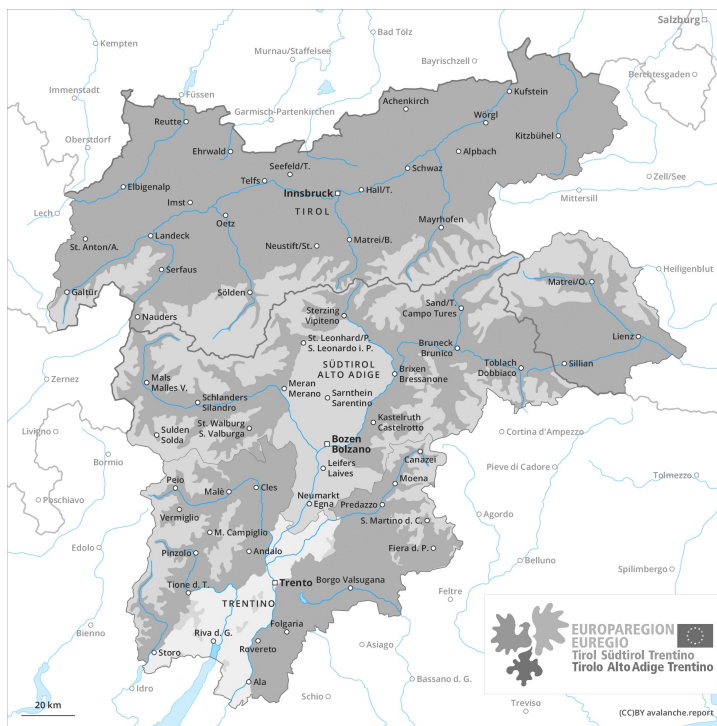 Salzburg
Kempten
Bad Tölz
Murnau/Staffelsee
Bayrischzell
Berchtesgaden
Immenstadt
Füssen
Garmisch-Partenkirchen
Achenkirch
Kufstein
Reutte
Wörgl
Oberstdorf
Ehrwald
Kitzbühel
Alpbach
Seefeld/T.
Schwaz
Telfs
Zell/See
Elbigenalp
Innsbruck
Hall/T.
Mittersill
Imst
TIROL
Lech
Oetz
Mayrhofen
St. Anton/A.
Landeck
Neustift/St.
Matrei/B.
Serfaus
Heiligenblut
Galtür
Sölden
Matrei/O.
Nauders
Sterzing
Vipiteno
Sand/T.
Campo Tures
St. Leonhard/P.
S. Leonardo i. P.
Lienz
Bruneck
Brunico
SÜDTIROL
ALTO ADIGE
Toblach
Dobbiaco
Sillian
Zernez
Mals
Malles V.
Meran
Merano
Brixen
Bressanone
Schlanders
Silandro
Sarnthein
Sarentino
St. Walburg
S. Valburga
Kastelruth
Castelrotto
Livigno
Sulden
Solda
Cortina d'Ampezzo
Bozen
Bolzano
Bormio
Canazei
Leifers
Laives
Pieve di Cadore
Tolmezzo
Peio
Malè
Cles
Moena
Poschiavo
Neumarkt
Egna
Predazzo
Vermiglio
Agordo
S. Martino d. C.
M. Campiglio
Edolo
Pinzolo
Andalo
Fiera d. P.
Belluno
Spilimbergo
Tione d. T.
Trento
Borgo Valsugana
Feltre
TRENTINO
Folgaria
Bienno
Riva d. G.
Rovereto
Asiago
Storo
Ala
Bassano d. G.
Idro
Schio
Treviso
EUROPAREGION
EUREGIO
Tirol Südtirol Trentino
Tirolo Alto Adige Trentino
20 km
(CC)BY avalanche.report